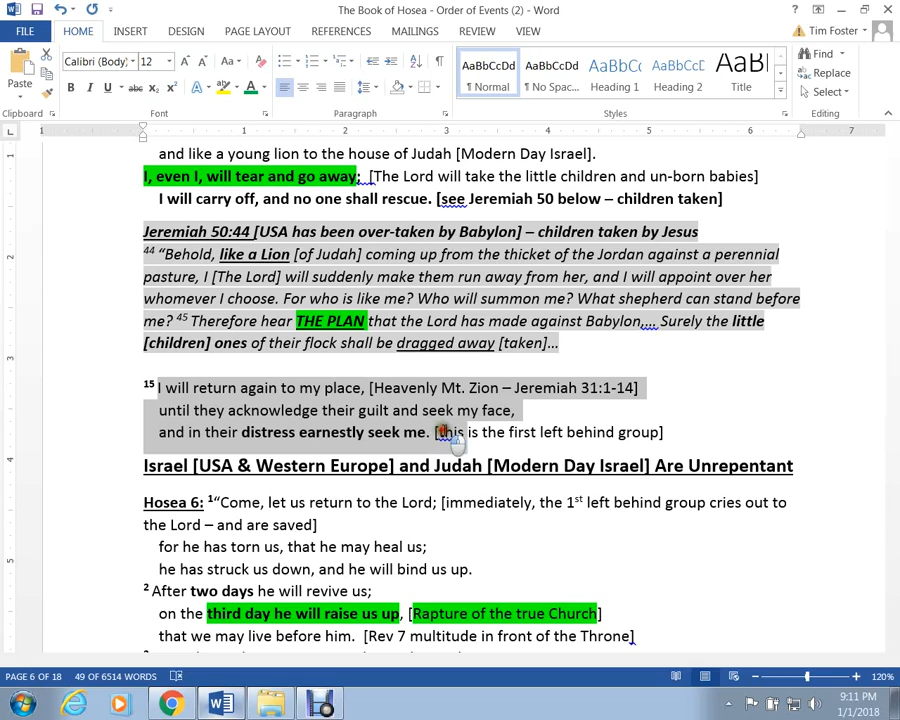 The Book of Hosea - Order of Events (2) - Word
FILE HOME INSERT DESIGN PAGE LAYOUT REFERENCES MAILINGS REVIEW VIEW Tim Foster
Calibri (Body) 12 Aa
AaBbCcDd AaBbCcDd AaBbCc AaBbCcD AaBI
Find
Replace
Select
Paste
B I U abc x₂ x² A A
¶ Normal ¶ No Spac... Heading 1 Heading 2 Title
Clipboard Font Paragraph Styles Editing
1 1 2 3 4 5 6 7
and like a young lion to the house of Judah [Modern Day Israel].
I, even I, will tear and go away; [The Lord will take the little children and un-born babies]
I will carry off, and no one shall rescue. [see Jeremiah 50 below – children taken]
Jeremiah 50:44 [USA has been over-taken by Babylon] – children taken by Jesus
44 “Behold, like a Lion [of Judah] coming up from the thicket of the Jordan against a perennial
pasture, I [The Lord] will suddenly make them run away from her, and I will appoint over her
whomever I choose. For who is like me? Who will summon me? What shepherd can stand before
me? 45 Therefore hear THE PLAN that the Lord has made against Babylon,... Surely the little
[children] ones of their flock shall be dragged away [taken]...
15 I will return again to my place, [Heavenly Mt. Zion – Jeremiah 31:1-14]
until they acknowledge their guilt and seek my face,
and in their distress earnestly seek me. [this is the first left behind group]
Israel [USA & Western Europe] and Judah [Modern Day Israel] Are Unrepentant
Hosea 6: 1“Come, let us return to the Lord; [immediately, the 1st left behind group cries out to
the Lord – and are saved]
for he has torn us, that he may heal us;
he has struck us down, and he will bind us up.
2 After two days he will revive us;
on the third day he will raise us up, [Rapture of the true Church]
that we may live before him. [Rev 7 multitude in front of the Throne]
PAGE 6 OF 18 49 OF 6514 WORDS 120%
9:11 PM
1/1/2018